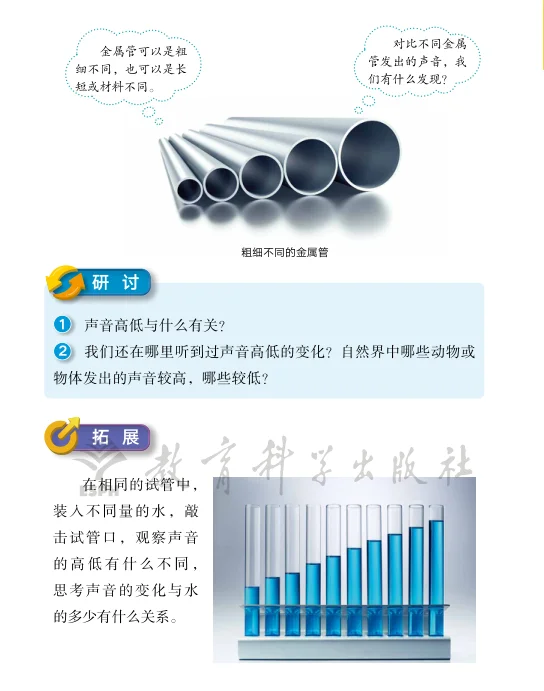 金属管可以是粗
细不同，也可以是长
短或材料不同。
对比不同金属
管发出的声音，我
们有什么发现？
粗细不同的金属管
研讨
1 声音高低与什么有关？
2 我们还在哪里听到过声音高低的变化？自然界中哪些动物或
物体发出的声音较高，哪些较低？
拓展
教育科学出版社
ESPH
在相同的试管中，
装入不同量的水，敲
击试管口，观察声音
的高低有什么不同，
思考声音的变化与水
的多少有什么关系。